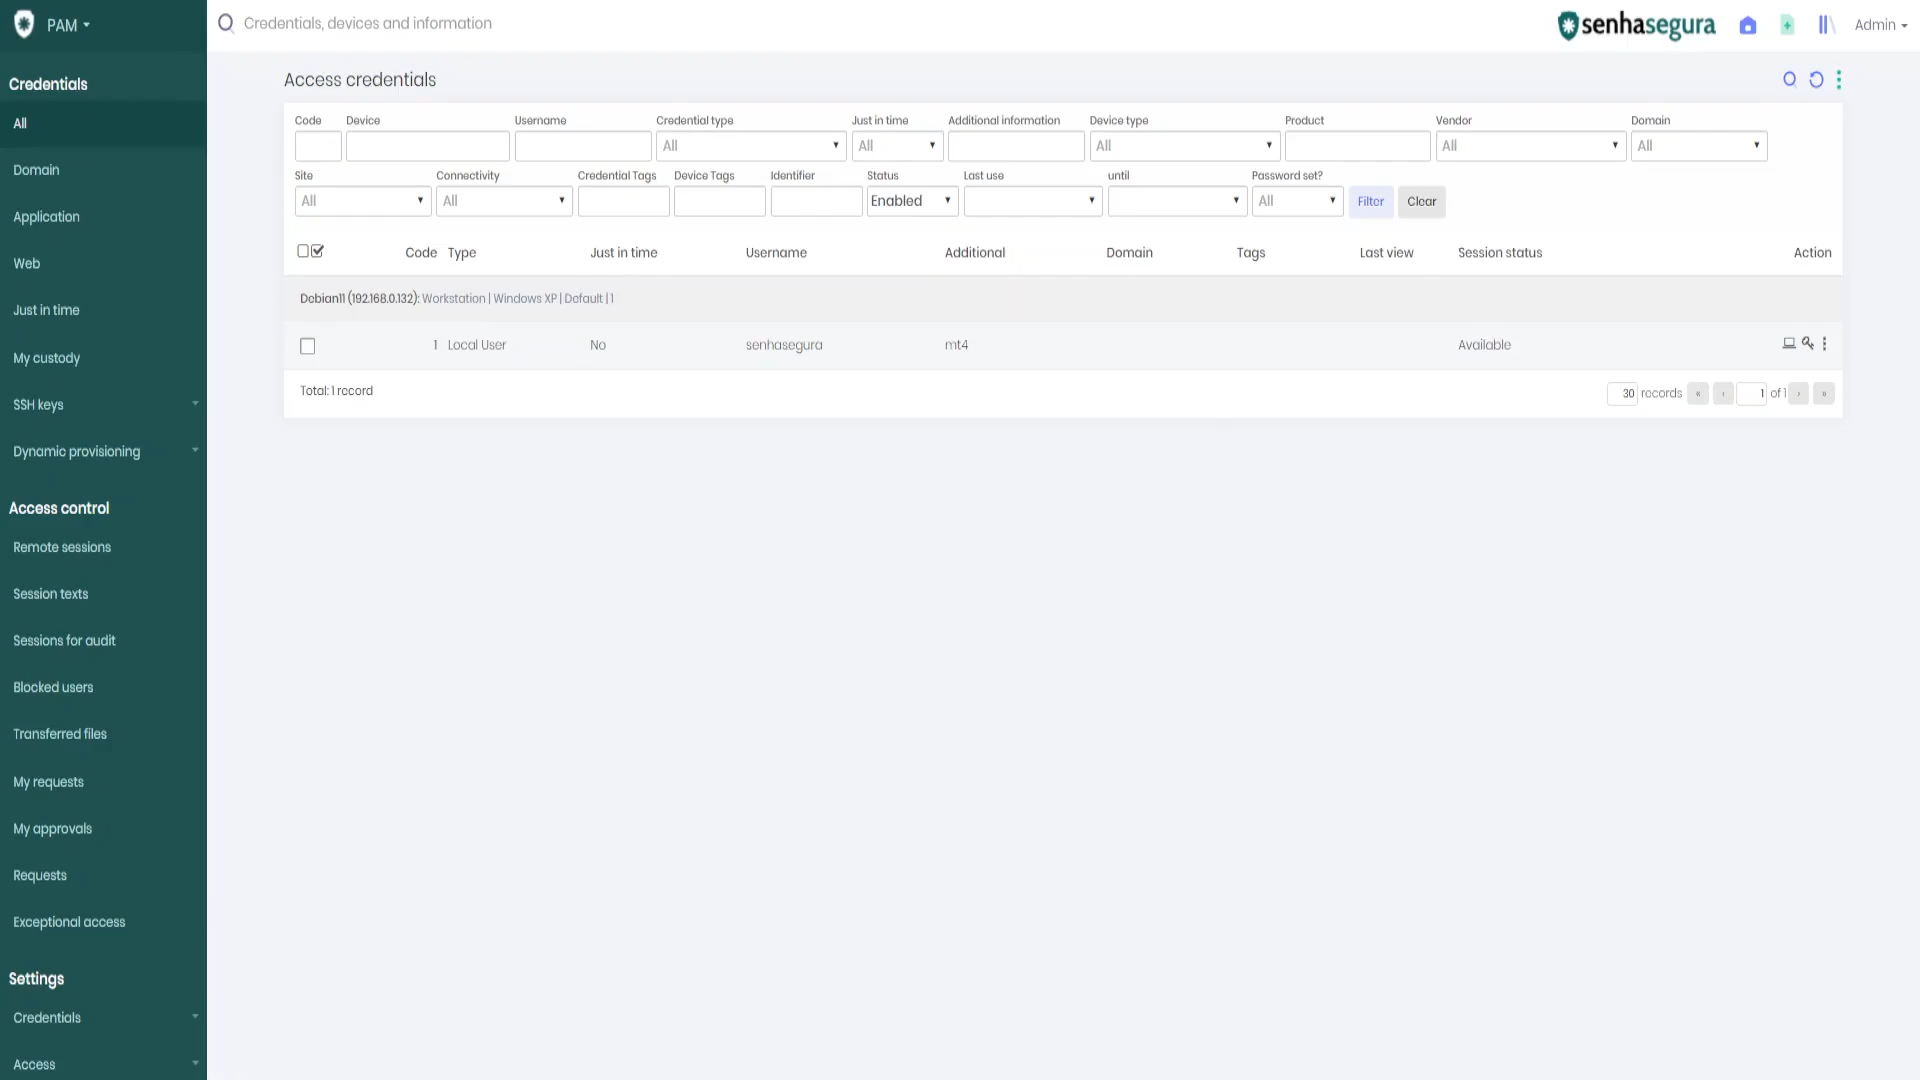 PAM
Credentials, devices and information
senhasegura
Admin
Credentials
All
Domain
Application
Web
Just in time
My custody
SSH keys
Dynamic provisioning
Access control
Remote sessions
Session texts
Sessions for audit
Blocked users
Transferred files
My requests
My approvals
Requests
Exceptional access
Settings
Credentials
Access
Access credentials
Code Device Username Credential type Just in time Additional information Device type Product Vendor Domain
All All All All All
Site Connectivity Credential Tags Device Tags Identifier Status Last use until Password set?
All All Enabled All Filter Clear
Code Type Just in time Username Additional Domain Tags Last view Session status Action
Debian11 (192.168.0.132): Workstation | Windows XP | Default | 1
1 Local User No senhasegura mt4 Available
Total: 1 record
30 records « ‹ 1 of 1 › »